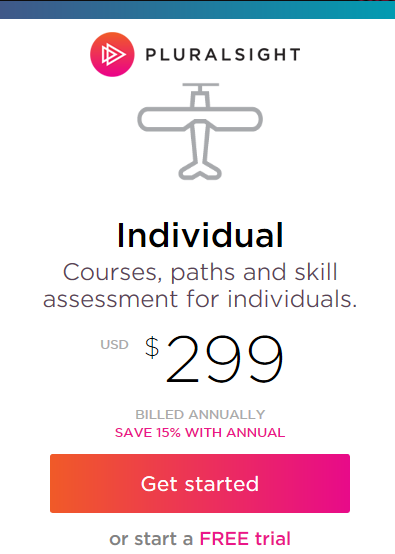 PLURALSIGHT
Individual
Courses, paths and skill
assessment for individuals.
USD $299
BILLED ANNUALLY
SAVE 15% WITH ANNUAL
Get started
or start a FREE trial